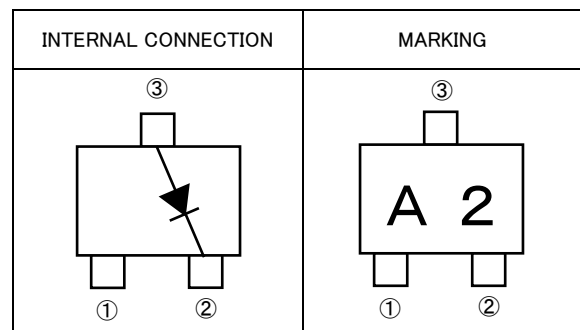 INTERNAL CONNECTION
MARKING
③
③
A 2
①
②
①
②